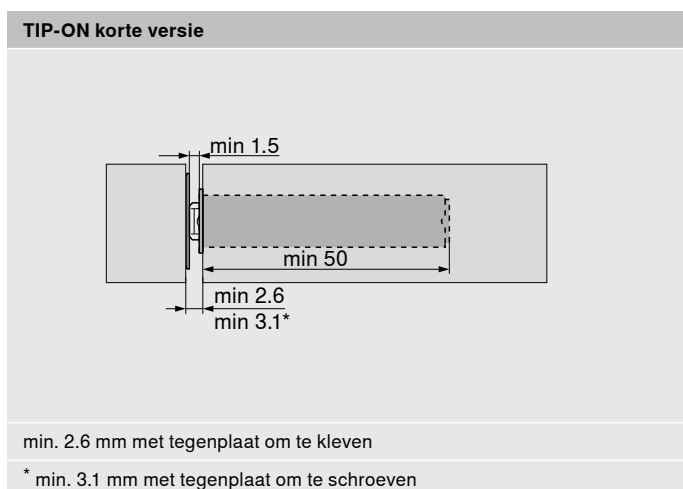 TIP-ON korte versie
min 1.5
min 50
min 2.6
min 3.1*
min. 2.6 mm met tegenplaat om te kleven
* min. 3.1 mm met tegenplaat om te schroeven